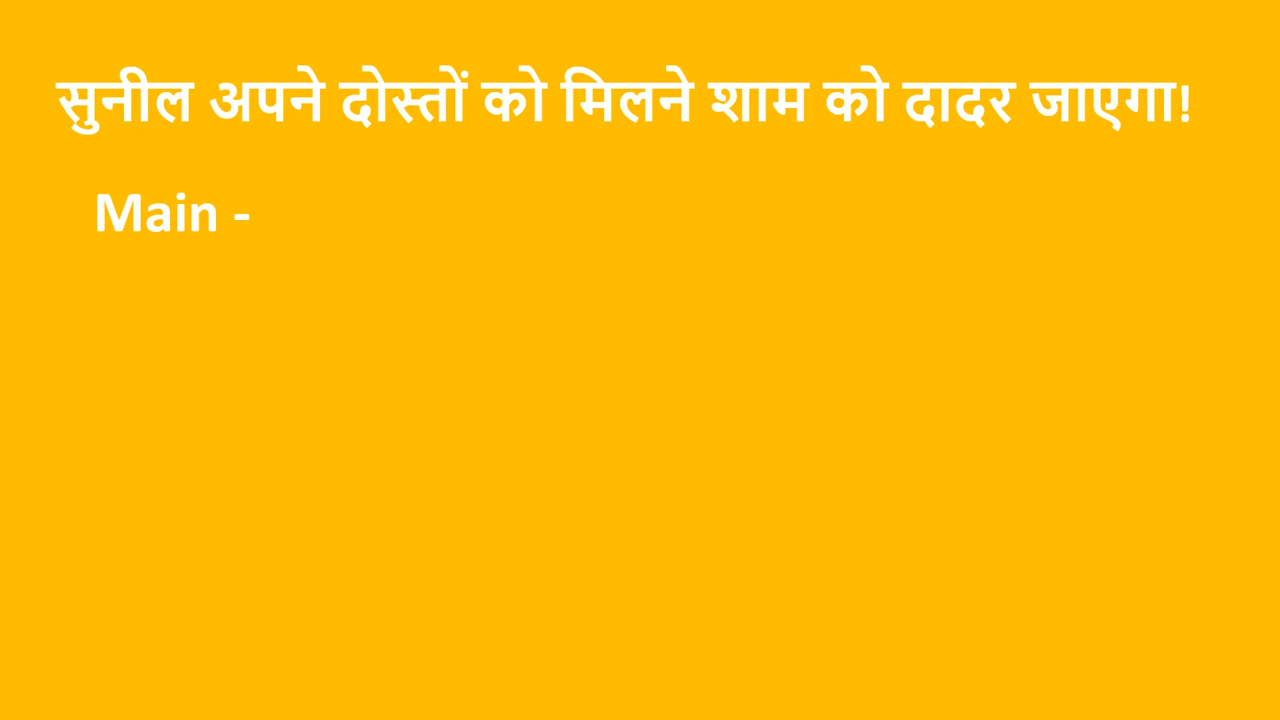 सुनील अपने दोस्तों को मिलने शाम को दादर जाएगा!
Main -